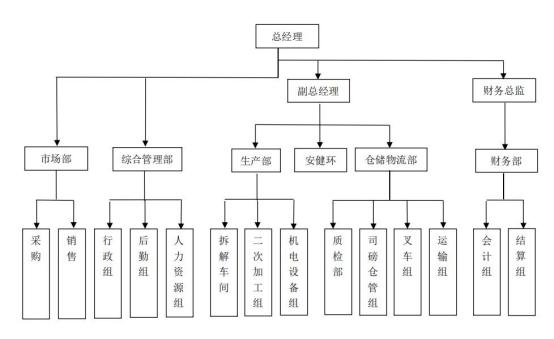 总经理
副总经理
财务总监
市场部
综合管理部
生产部
安健环
仓储物流部
财务部
采购
销售
行政组
后勤组
人力资源组
拆解车间
二次加工组
机电设备组
质检部
司磅仓管组
叉车组
运输组
会计组
结算组